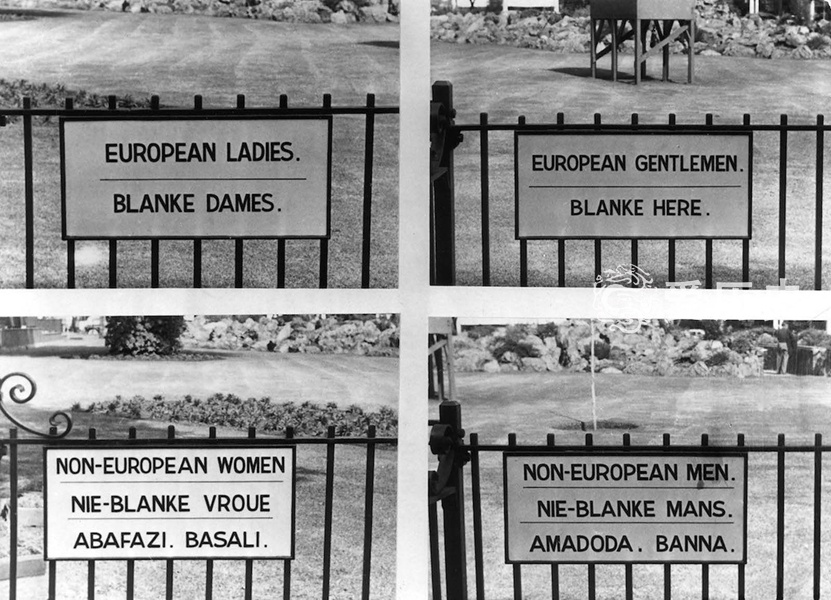 EUROPEAN LADIES.
BLANKE DAMES.
EUROPEAN GENTLEMEN.
BLANKE HERE.
NON-EUROPEAN WOMEN
NIE-BLANKE VROUE
ABAFAZI. BASALI.
NON-EUROPEAN MEN.
NIE-BLANKE MANS.
AMADODA. BANNA.